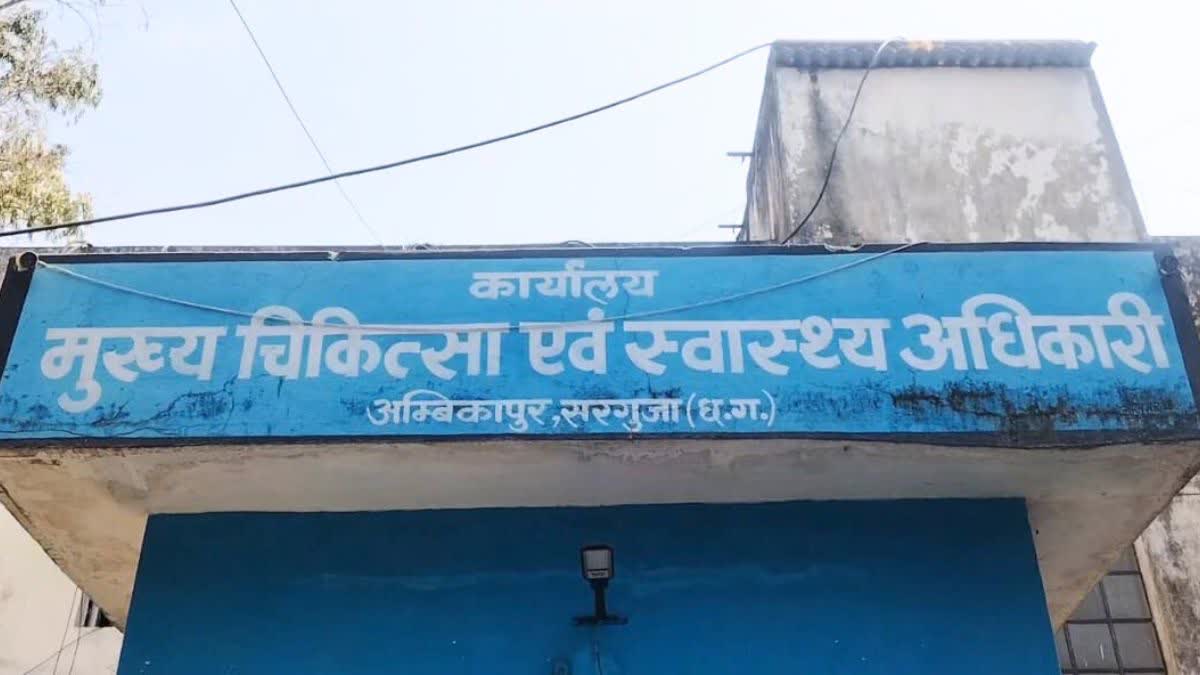 कार्यालय
मुख्य चिकित्सा एवं स्वास्थ्य अधिकारी
अम्बिकापुर, सरगुजा (छ.ग.)